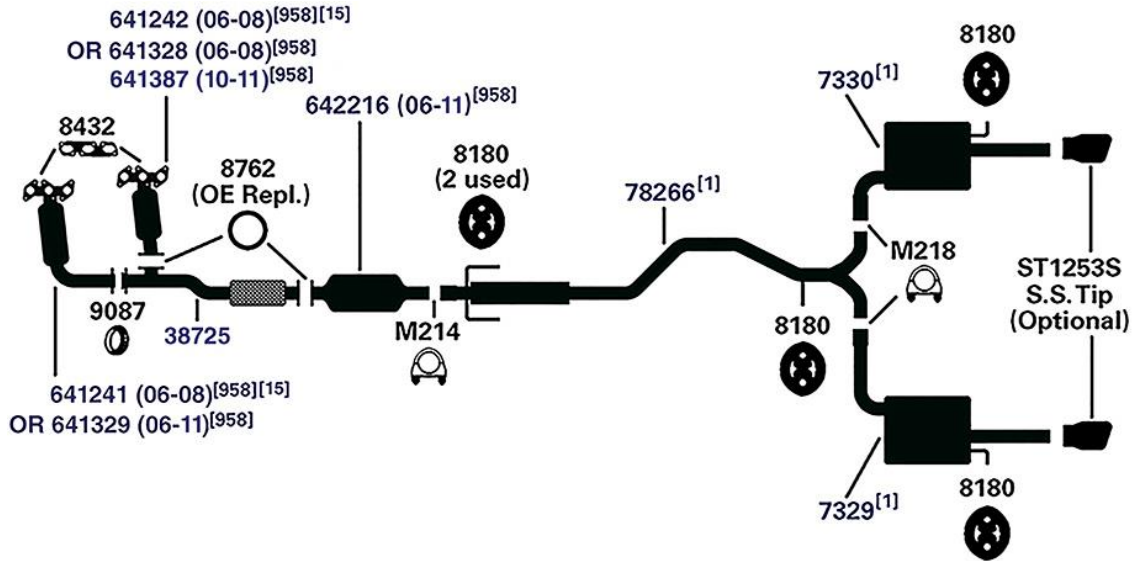 641242 (06-08)[958][15]
OR 641328 (06-08)[958]
641387 (10-11)[958]
642216 (06-11)[958]
8432
8762
(OE Repl.)
8180
(2 used)
78266[1]
7330[1]
8180
M218
ST1253S
S.S. Tip
(Optional)
9087
38725
M214
8180
641241 (06-08)[958][15]
OR 641329 (06-11)[958]
7329[1]
8180